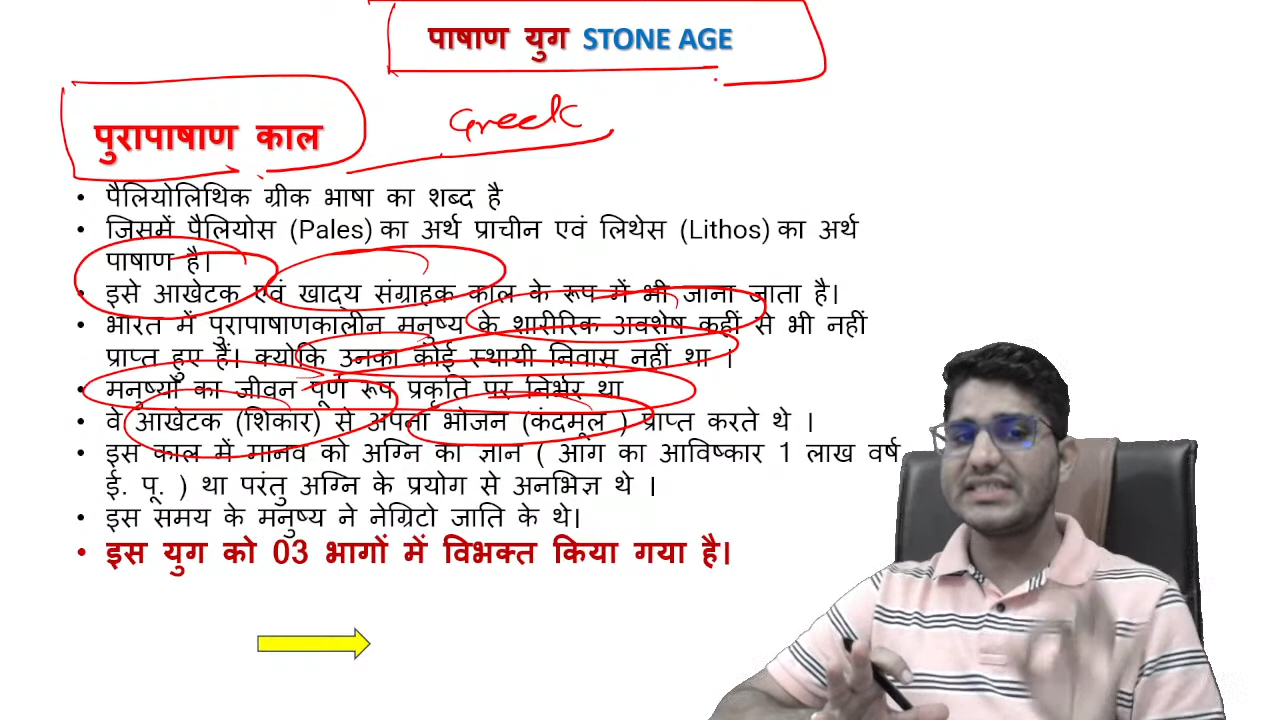 पाषाण युग STONE AGE
पुरापाषाण काल
Greek
• पैलियोलिथिक ग्रीक भाषा का शब्द है
• जिसमें पैलियोस (Pales) का अर्थ प्राचीन एवं लिथेस (Lithos) का अर्थ
पाषाण है।
• इसे आखेटक एवं खाद्य संग्राहक काल के रूप में भी जाना जाता है।
• भारत में पुरापाषाणकालीन मनुष्य के शारीरिक अवशेष कहीं से भी नहीं
प्राप्त हुए हैं। क्योकि उनका कोई स्थायी निवास नहीं था ।
• मनुष्यों का जीवन पूर्ण रूप प्रकृति पर निर्भर था
• वे आखेटक (शिकार) से अपना भोजन (कंदमूल ) प्राप्त करते थे ।
• इस काल में मानव को अग्नि का ज्ञान ( आग का आविष्कार 1 लाख वर्ष
ई. पू. ) था परंतु अग्नि के प्रयोग से अनभिज्ञ थे ।
• इस समय के मनुष्य ने नेग्रिटो जाति के थे।
• इस युग को 03 भागों में विभक्त किया गया है।